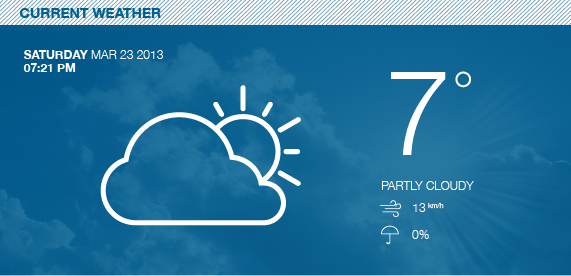 CURRENT WEATHER
SATURDAY MAR 23 2013
07:21 PM
7°
PARTLY CLOUDY
13 km/h
0%